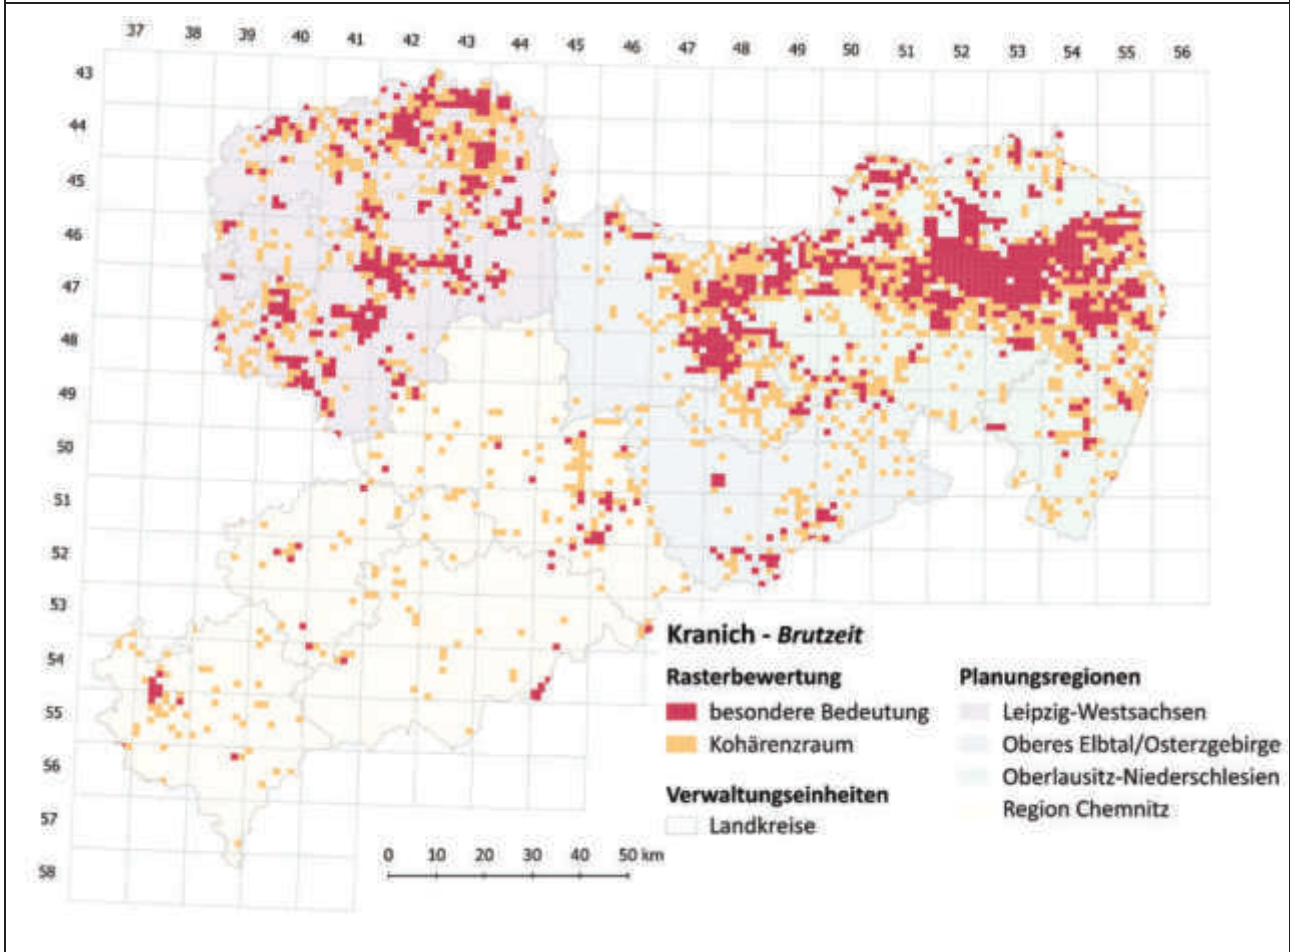 37 38 39 40 41 42 43 44 45 46 47 48 49 50 51 52 53 54 55 56
43
44
45
46
47
48
49
50
51
52
53
54
55
56
57
58
Kranich - Brutzeit
Rasterbewertung
besondere Bedeutung
Kohärenzraum
Verwaltungseinheiten
Landkreise
Planungsregionen
Leipzig-Westsachsen
Oberes Elbtal/Osterzgebirge
Oberlausitz-Niederschlesien
Region Chemnitz
0 10 20 30 40 50 km